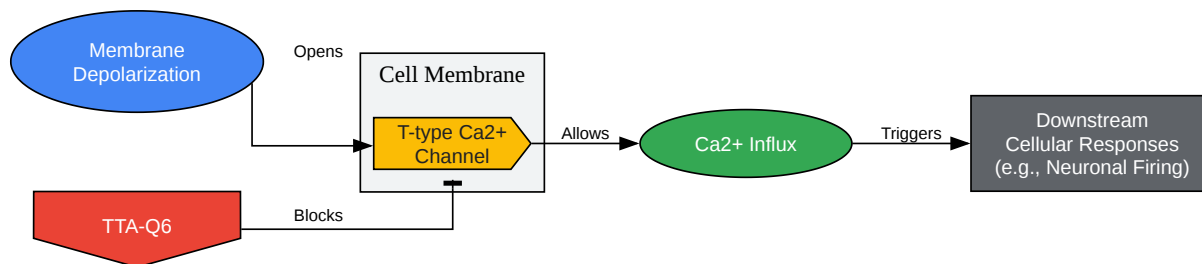 Membrane
Depolarization
Opens
Cell Membrane
T-type Ca2+
Channel
Allows
Ca2+ Influx
Triggers
Downstream
Cellular Responses
(e.g., Neuronal Firing)
TTA-Q6
Blocks